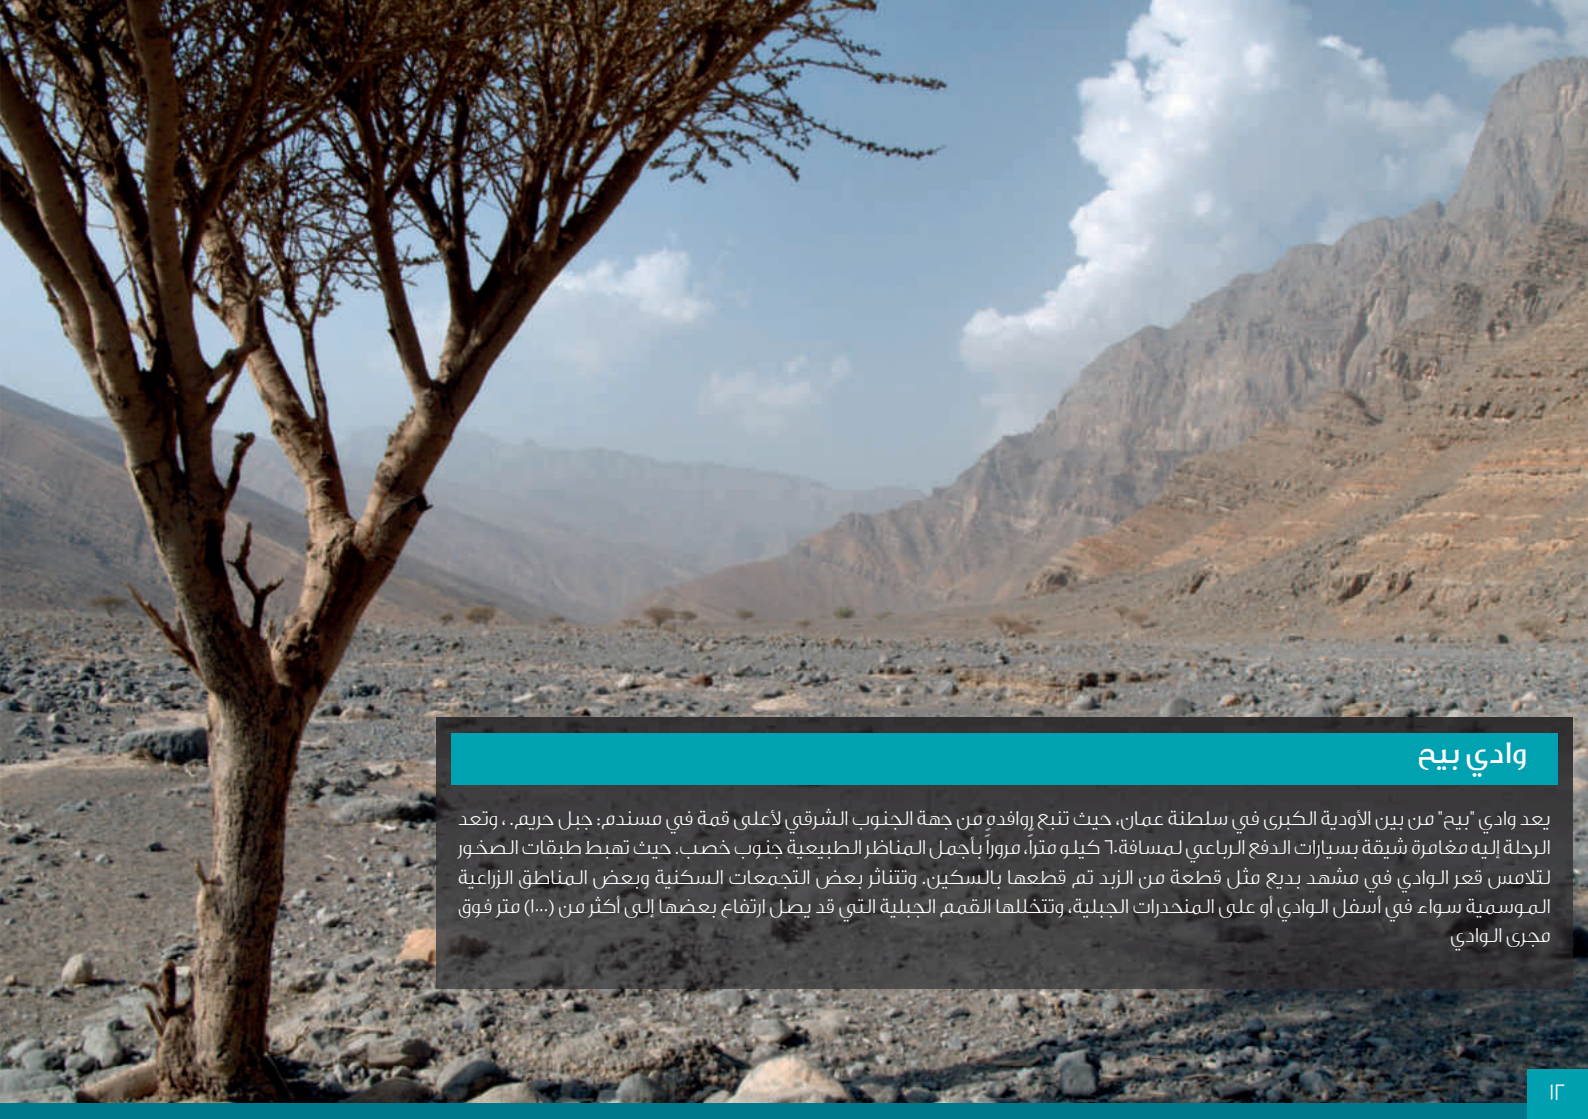 وادي بيح
يعد وادي "بيح" من بين الأودية الكبرى في سلطنة عمان، حيث تنبع روافده من جهة الجنوب الشرقي لأعلى قمة في مسندم: جبل حريم. ، وتعد
الرحلة إليه مغامرة شيقة بسيارات الدفع الرباعي لمسافة٦٠ كيلو متراً، مروراً بأجمل المناظر الطبيعية جنوب خصب. حيث تهبط طبقات الصخور
لتلامس قعر الوادي في مشهد بديع مثل قطعة من الزبد تم قطعها بالسكين. وتتناثر بعض التجمعات السكنية وبعض المناطق الزراعية
الموسمية سواء في أسفل الوادي أو على المنحدرات الجبلية، وتتخللها القمم الجبلية التي قد يصل ارتفاع بعضها إلى أكثر من (١٠٠٠) متر فوق
مجرى الوادي
١٢